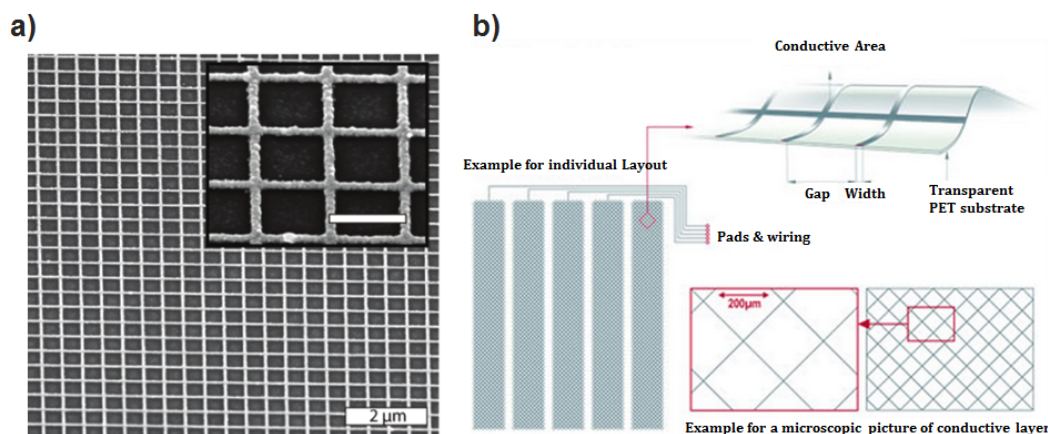 a)
2 µm
b)
Conductive Area
Example for individual Layout
Gap
Width
Transparent
PET substrate
Pads & wiring
200µm
Example for a microscopic picture of conductive layer